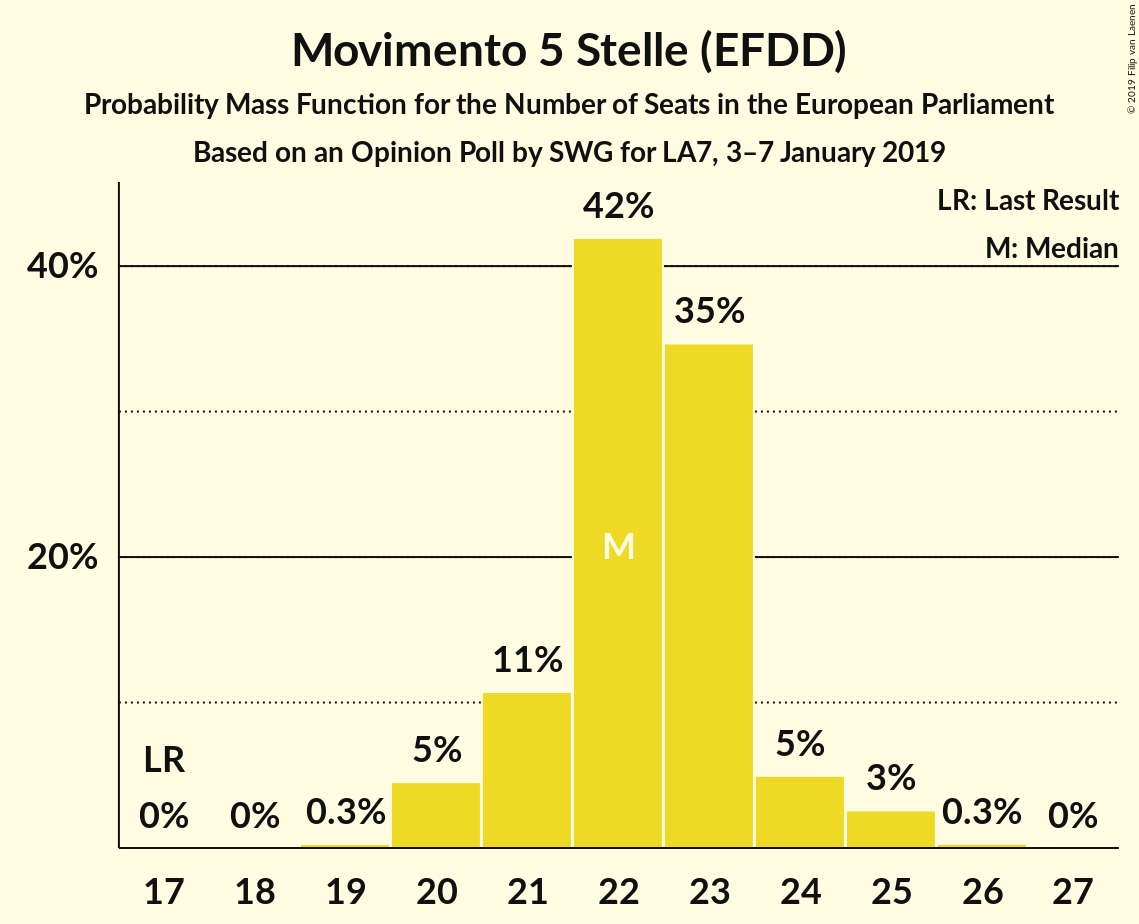 Movimento 5 Stelle (EFDD)
Probability Mass Function for the Number of Seats in the European Parliament
Based on an Opinion Poll by SWG for LA7, 3–7 January 2019
© 2019 Filip van Laenen
LR: Last Result
M: Median
40%
20%
LR
0%
0%
0.3%
5%
11%
42%
M
35%
5%
3%
0.3%
0%
17 18 19 20 21 22 23 24 25 26 27